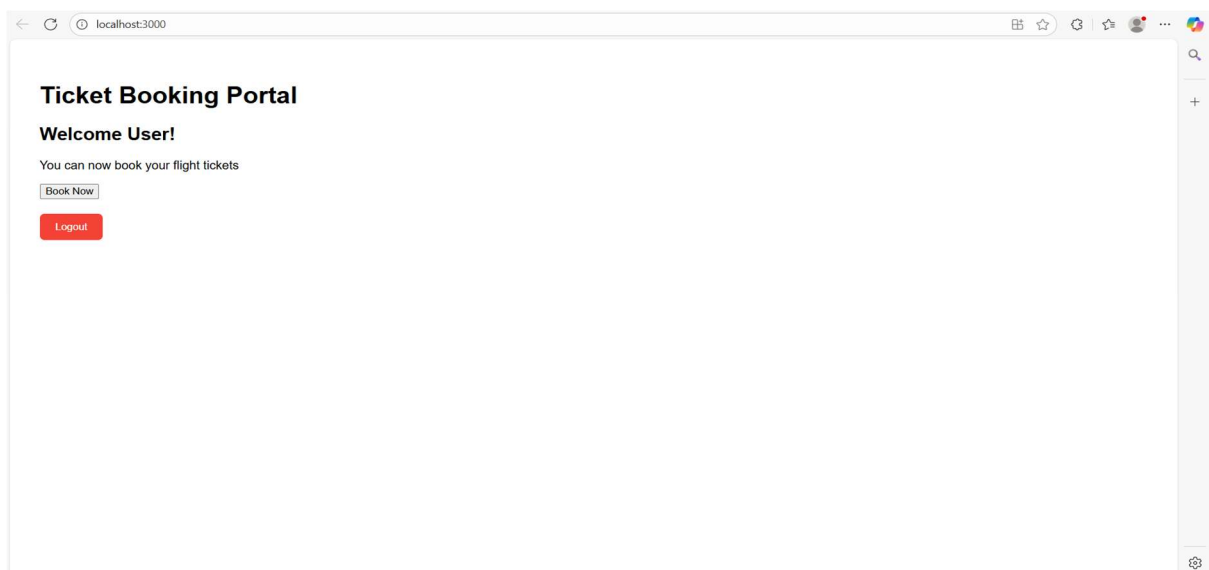 localhost:3000
Ticket Booking Portal
Welcome User!
You can now book your flight tickets
Book Now
Logout